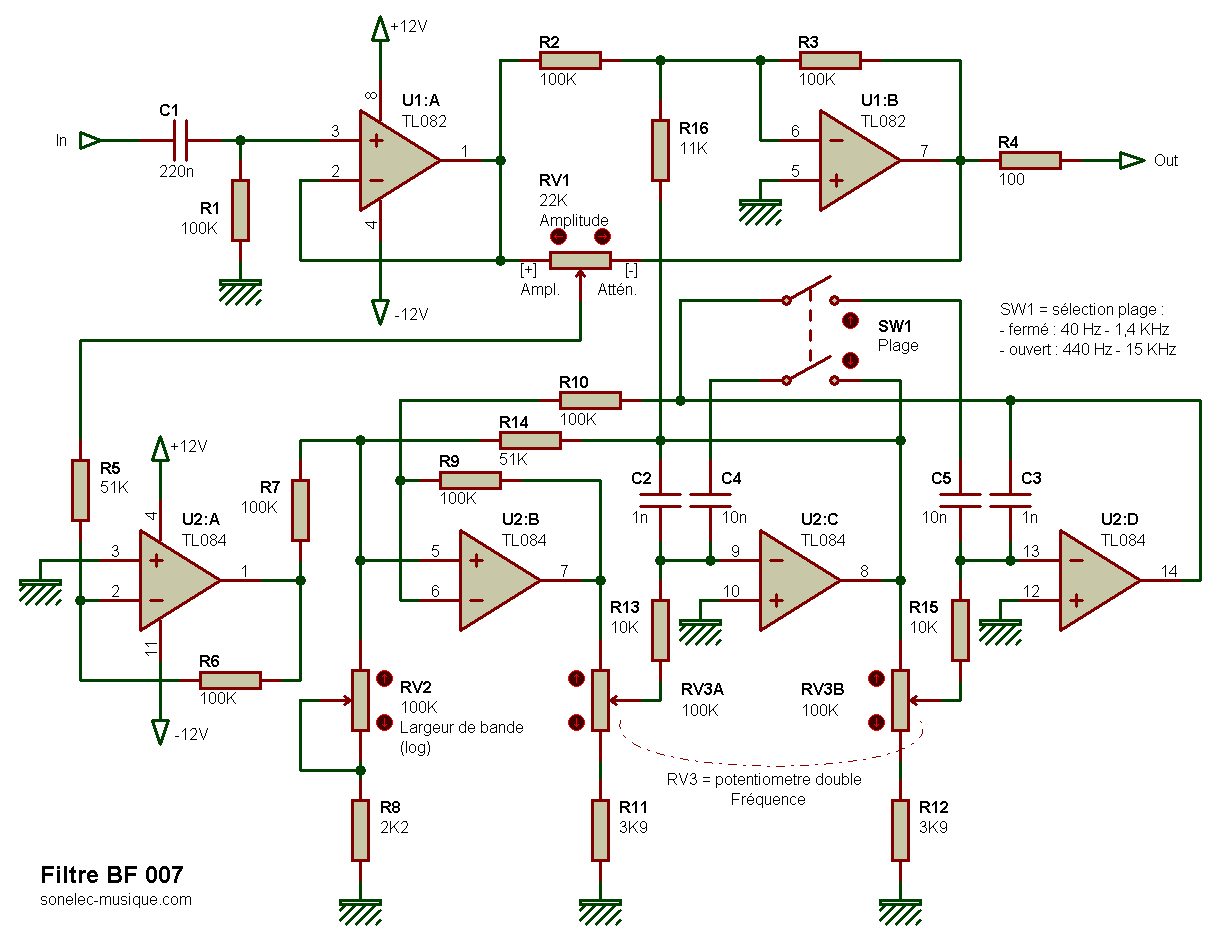 +12V
C1
220n
In
R1
100K
8
U1:A
TL082
3
+
2
−
1
4
-12V
R2
100K
R3
100K
R16
11K
U1:B
TL082
6
−
5
+
7
R4
100
Out
RV1
22K
Amplitude
[+]
[-]
Ampl.
Attén.
SW1
Plage
SW1 = sélection plage :
- fermé : 40 Hz - 1,4 KHz
- ouvert : 440 Hz - 15 KHz
R10
100K
R14
51K
R9
100K
+12V
R5
51K
R7
100K
4
U2:A
TL084
3
+
2
−
1
11
R6
100K
-12V
U2:B
TL084
5
+
6
−
7
C2
1n
C4
10n
U2:C
TL084
9
−
10
+
8
C5
10n
C3
1n
U2:D
TL084
13
−
12
+
14
R13
10K
R15
10K
RV2
100K
Largeur de bande
(log)
RV3A
100K
RV3B
100K
RV3 = potentiometre double
Fréquence
R8
2K2
R11
3K9
R12
3K9
Filtre BF 007
sonelec-musique.com